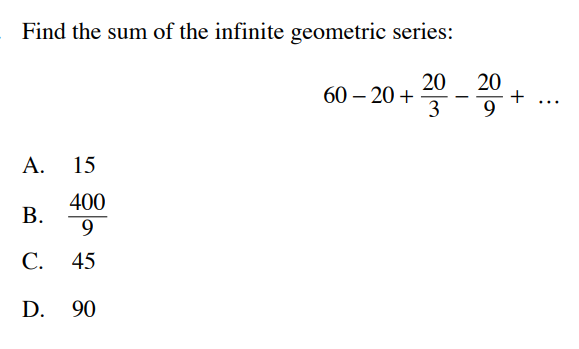 Find the sum of the infinite geometric series:
60 – 20 + 20/3 – 20/9 + …
A. 15
B. 400/9
C. 45
D. 90